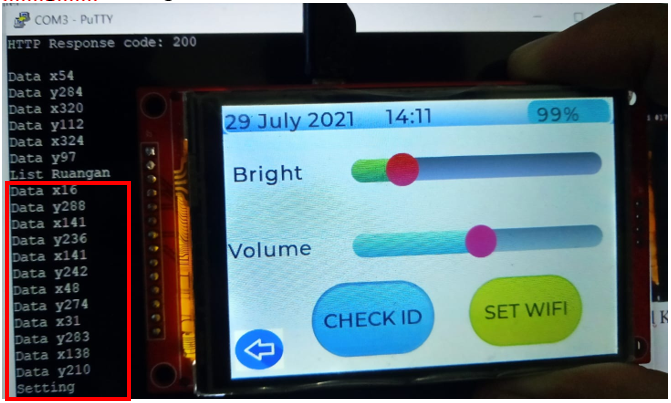 COM3 - PuTTY
HTTP Response code: 200
Data x54
Data y284
Data x320
Data y112
Data x324
Data y97
List Ruangan
Data x16
Data y288
Data x141
Data y236
Data x141
Data y242
Data x48
Data y274
Data x31
Data y283
Data x138
Data y210
Setting
29 July 2021 14:11 99%
Bright
Volume
CHECK ID
SET WIFI